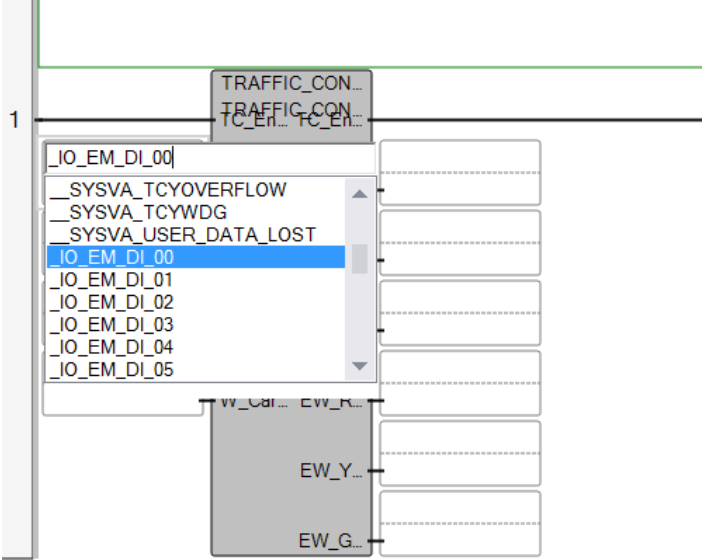 TRAFFIC_CON...
TRAFFIC_CON...
1
TC_En... TC_En...
_IO_EM_DI_00
__SYSVA_TCYOVERFLOW
__SYSVA_TCYWDG
__SYSVA_USER_DATA_LOST
_IO_EM_DI_00
_IO_EM_DI_01
_IO_EM_DI_02
_IO_EM_DI_03
_IO_EM_DI_04
_IO_EM_DI_05
W_Car... EW_R...
EW_Y...
EW_G...